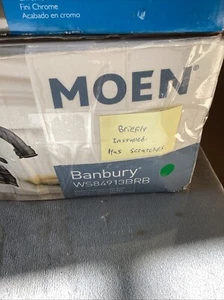 Fini Chrome
Acabado en cromo
MOEN
Briefly
Installed.
Has Scratches
Banbury
WS84913BRB